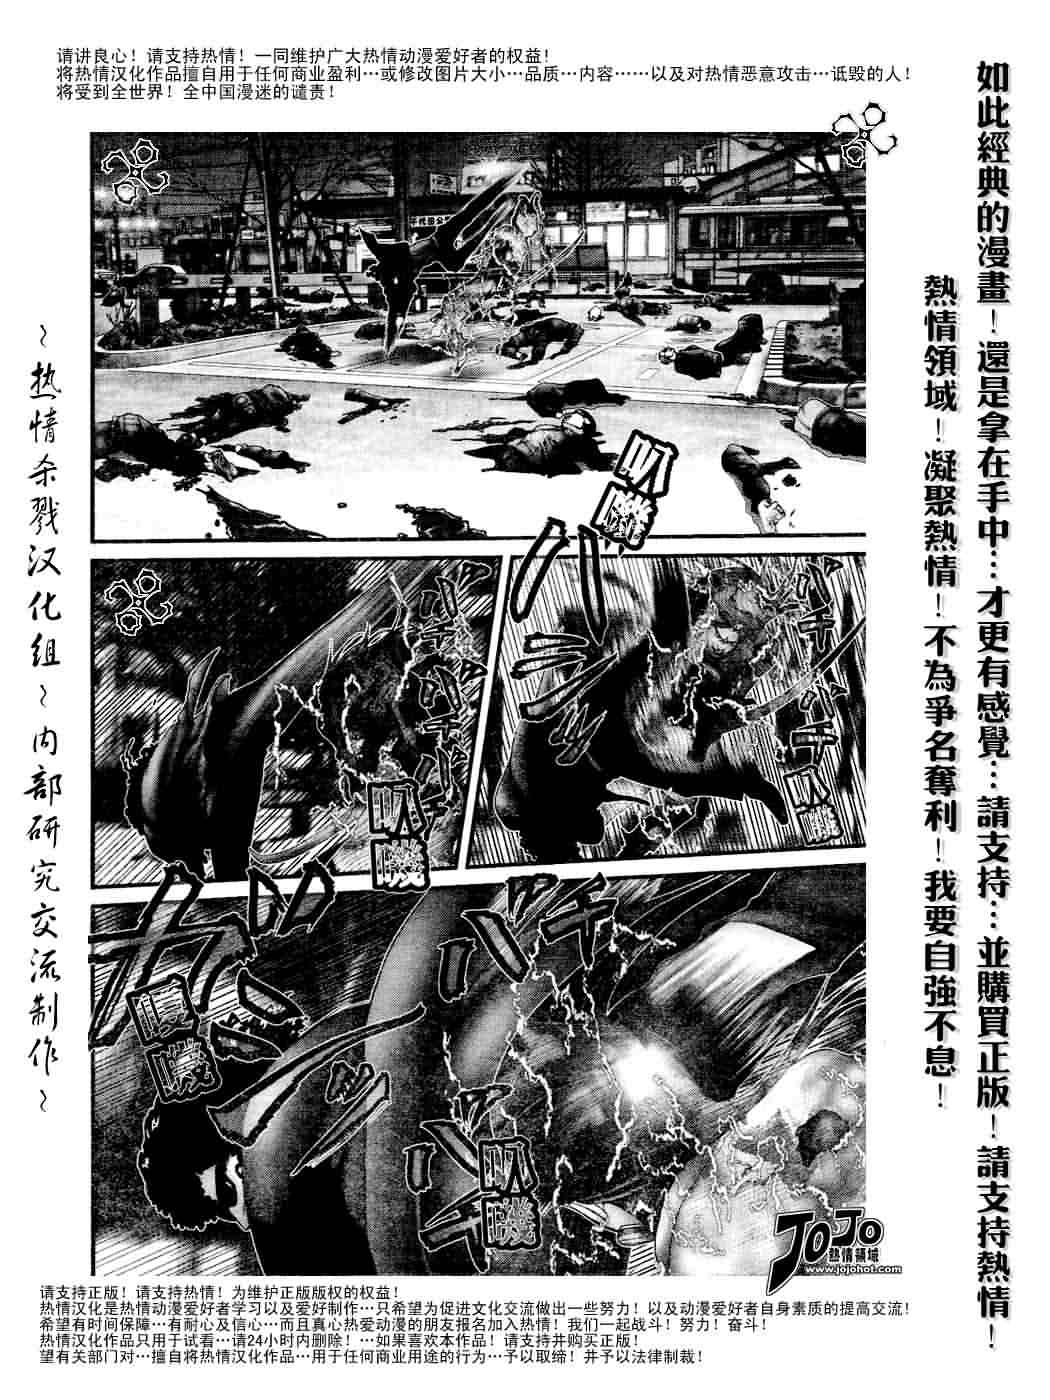 请讲良心！请支持热情！一同维护广大热情动漫爱好者的权益！
将热情汉化作品擅自用于任何商业盈利…或修改图片大小…品质…内容……以及对热情恶意攻击…诋毁的人！
将受到全世界！全中国漫迷的谴责！
如此經典的漫畫！還是拿在手中…才更有感覺…請支持…並購買正版！請支持熱情！
熱情領域！凝聚熱情！不為爭名奪利！我要自強不息！
~热情杀戮汉化组~内部研究交流制作~
叭嘰
バチ
バチバチ
叭嘰
バチバチ
叭嘰
ガッ
嘎嘰
バチ
バチ
叭嘰
JOJO
熱情領域
www.jojohot.com
请支持正版！请支持热情！为维护正版版权的权益！
热情汉化是热情动漫爱好者学习以及爱好制作…只希望为促进文化交流做出一些努力！以及动漫爱好者自身素质的提高交流！
希望有时间保障…有耐心及信心…而且真心热爱动漫的朋友报名加入热情！我们一起战斗！努力！奋斗！
热情汉化作品只用于试看…请24小时内删除！…如果喜欢本作品！请支持并购买正版！
望有关部门对…擅自将热情汉化作品…用于任何商业用途的行为…予以取缔！并予以法律制裁！